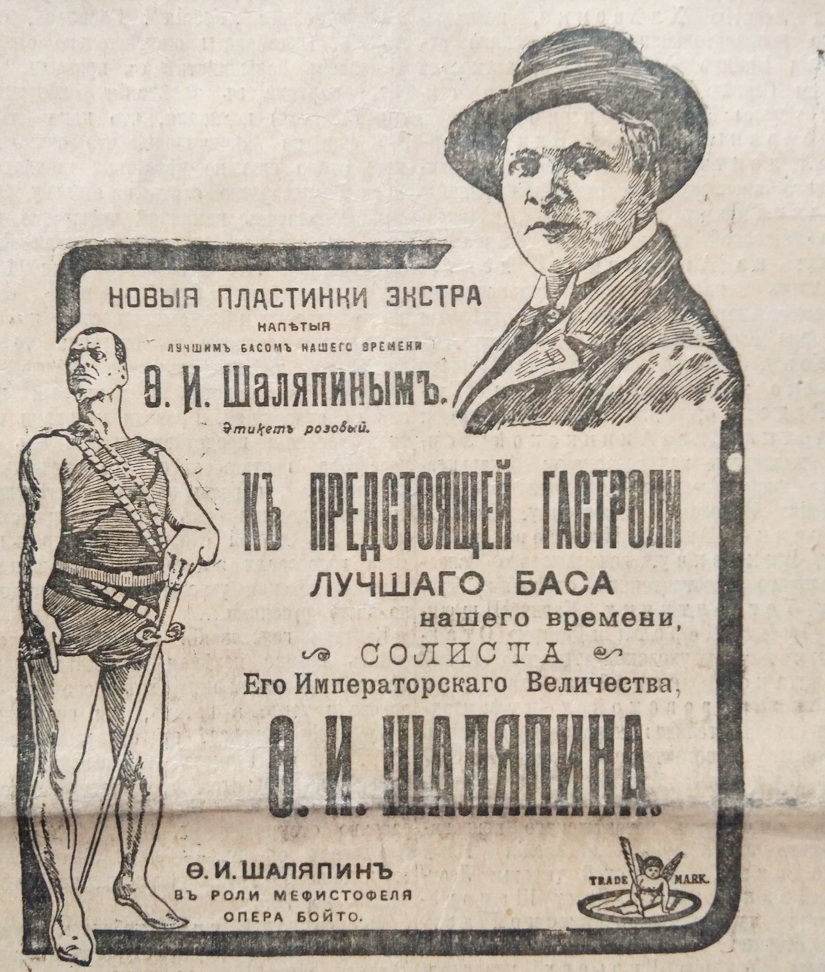 НОВЫЯ ПЛАСТИНКИ ЭКСТРА
НАПѢТЫЯ
ЛУЧШИМЪ БАСОМЪ НАШЕГО ВРЕМЕНИ
Ѳ. И. Шаляпинымъ.
Этикетъ розовый.
КЪ ПРЕДСТОЯЩЕЙ ГАСТРОЛИ
ЛУЧШАГО БАСА
нашего времени,
СОЛИСТА
Его Императорскаго Величества,
Ѳ. И. ШАЛЯПИНА.
Ѳ. И. ШАЛЯПИНЪ
ВЪ РОЛИ МЕФИСТОФЕЛЯ
ОПЕРА БОЙТО.
TRADE MARK.